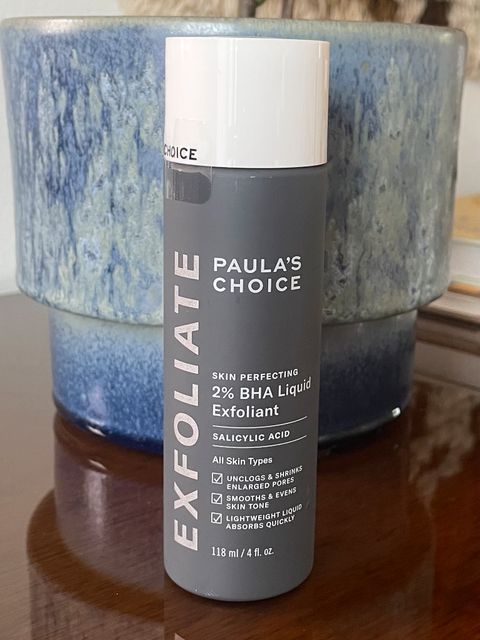 CHOICE
EXFOLIATE
PAULA'S
CHOICE
SKIN PERFECTING
2% BHA Liquid
Exfoliant
SALICYLIC ACID
All Skin Types
UNCLOGS & SHRINKS
ENLARGED PORES
SMOOTHS & EVENS
SKIN TONE
LIGHTWEIGHT LIQUID
ABSORBS QUICKLY
118 ml / 4 fl. oz.